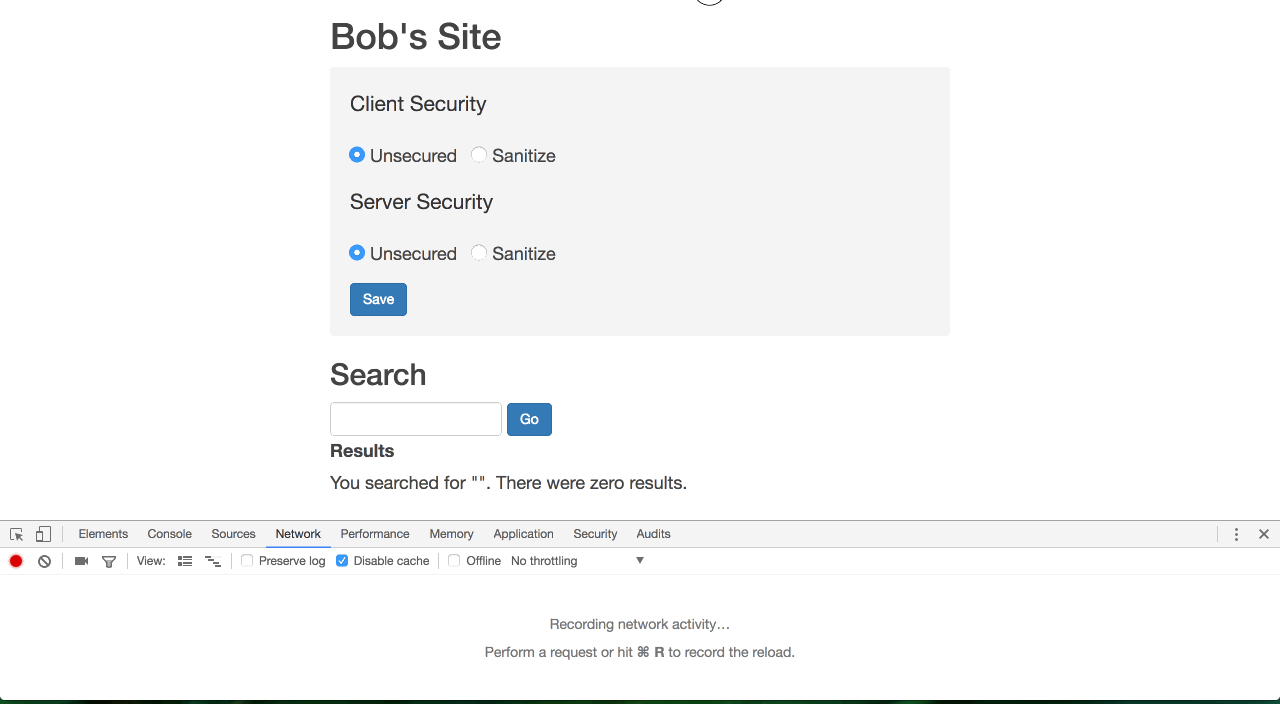 Bob's Site
Client Security
Unsecured Sanitize
Server Security
Unsecured Sanitize
Save
Search
Go
Results
You searched for "". There were zero results.
Elements Console Sources Network Performance Memory Application Security Audits
View: Preserve log Disable cache Offline No throttling
Recording network activity…
Perform a request or hit ⌘ R to record the reload.